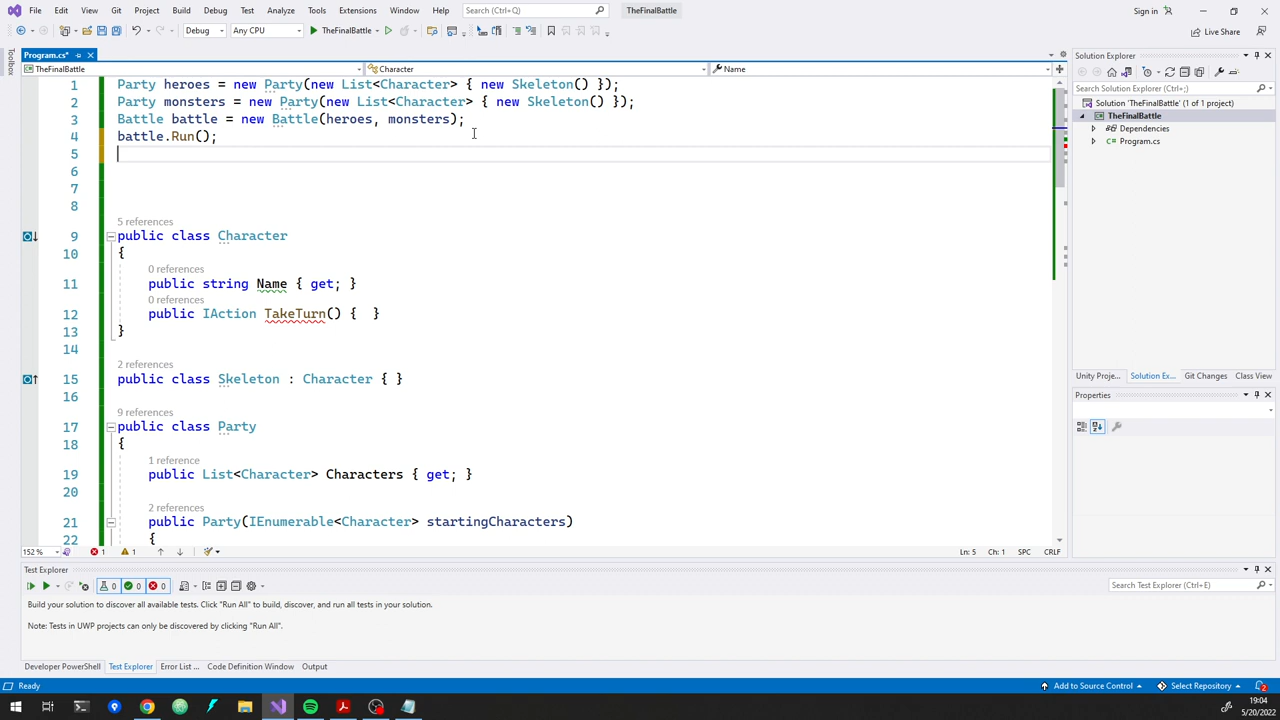 File Edit View Git Project Build Debug Test Analyze Tools Extensions Window Help Search (Ctrl+Q) TheFinalBattle Sign in
Debug Any CPU TheFinalBattle Live Share
Toolbox
Program.cs*
TheFinalBattle Character Name
1 Party heroes = new Party(new List<Character> { new Skeleton() });
2 Party monsters = new Party(new List<Character> { new Skeleton() });
3 Battle battle = new Battle(heroes, monsters);
4 battle.Run();
5
6
7
8
5 references
9 public class Character
10 {
0 references
11 public string Name { get; }
0 references
12 public IAction TakeTurn() {  }
13 }
14
2 references
15 public class Skeleton : Character { }
16
9 references
17 public class Party
18 {
1 reference
19 public List<Character> Characters { get; }
20
2 references
21 public Party(IEnumerable<Character> startingCharacters)
22 {
152 % 1 1 Ln: 5 Ch: 1 SPC CRLF
Solution Explorer
Search Solution Explorer (Ctrl+;)
Solution 'TheFinalBattle' (1 of 1 project)
TheFinalBattle
Dependencies
C# Program.cs
Unity Proje... Solution Ex... Git Changes Class View
Properties
Test Explorer
0 0 0 Search Test Explorer (Ctrl+E)
Build your solution to discover all available tests. Click "Run All" to build, discover, and run all tests in your solution.
Note: Tests in UWP projects can only be discovered by clicking "Run All".
Developer PowerShell Test Explorer Error List ... Code Definition Window Output
Ready Add to Source Control Select Repository 2
19:04
5/20/2022